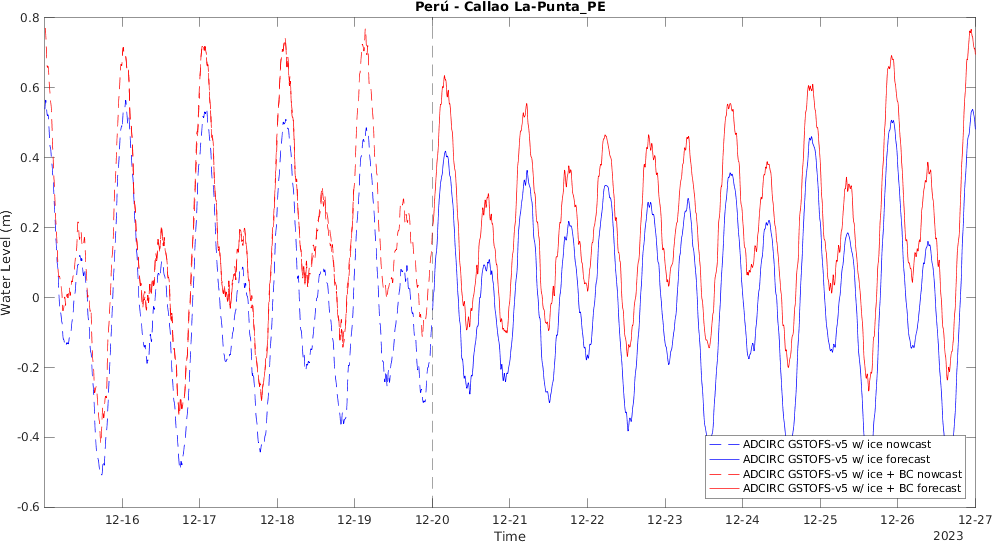 Perú - Callao La-Punta_PE
0.8
0.6
0.4
0.2
0
-0.2
-0.4
-0.6
Water Level (m)
ADCIRC GSTOFS-v5 w/ ice nowcast
ADCIRC GSTOFS-v5 w/ ice forecast
ADCIRC GSTOFS-v5 w/ ice + BC nowcast
ADCIRC GSTOFS-v5 w/ ice + BC forecast
12-16 12-17 12-18 12-19 12-20 12-21 12-22 12-23 12-24 12-25 12-26 12-27
Time
2023